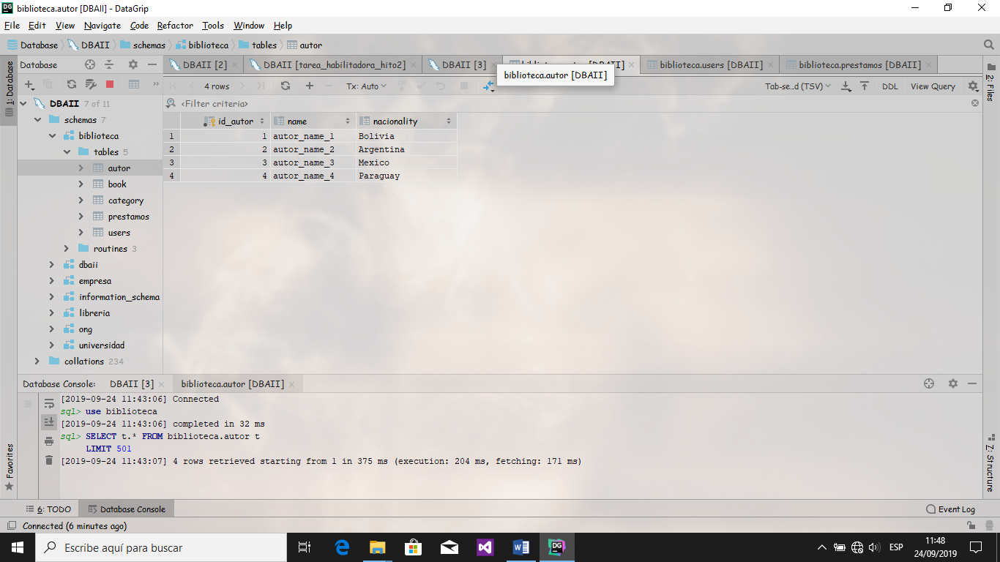 DG biblioteca.autor [DBAII] - DataGrip
File Edit View Navigate Code Refactor Tools Window Help
Database DBAII schemas biblioteca tables autor
Database
DBAII [2] DBAII [tarea_habilitadora_hito2] DBAII [3] [DBAII] biblioteca.users [DBAII] biblioteca.prestamos [DBAII]
biblioteca.autor [DBAII]
4 rows Tx: Auto DB Tab-se...d (TSV) DDL View Query
<Filter criteria>
1: Database
2: Files
DBAII 7 of 11
schemas 7
biblioteca
tables 5
autor
book
category
prestamos
users
routines 3
dbaii
empresa
information_schema
libreria
ong
universidad
collations 234
id_autor name nacionality
1 1 autor_name_1 Bolivia
2 2 autor_name_2 Argentina
3 3 autor_name_3 Mexico
4 4 autor_name_4 Paraguay
Database Console: DBAII [3] biblioteca.autor [DBAII]
[2019-09-24 11:43:06] Connected
sql> use biblioteca
[2019-09-24 11:43:06] completed in 32 ms
sql> SELECT t.* FROM biblioteca.autor t
LIMIT 501
[2019-09-24 11:43:07] 4 rows retrieved starting from 1 in 375 ms (execution: 204 ms, fetching: 171 ms)
Favorites
7: Structure
6: TODO Database Console Event Log
Connected (6 minutes ago)
Escribe aquí para buscar
DG
ESP
11:48
24/09/2019